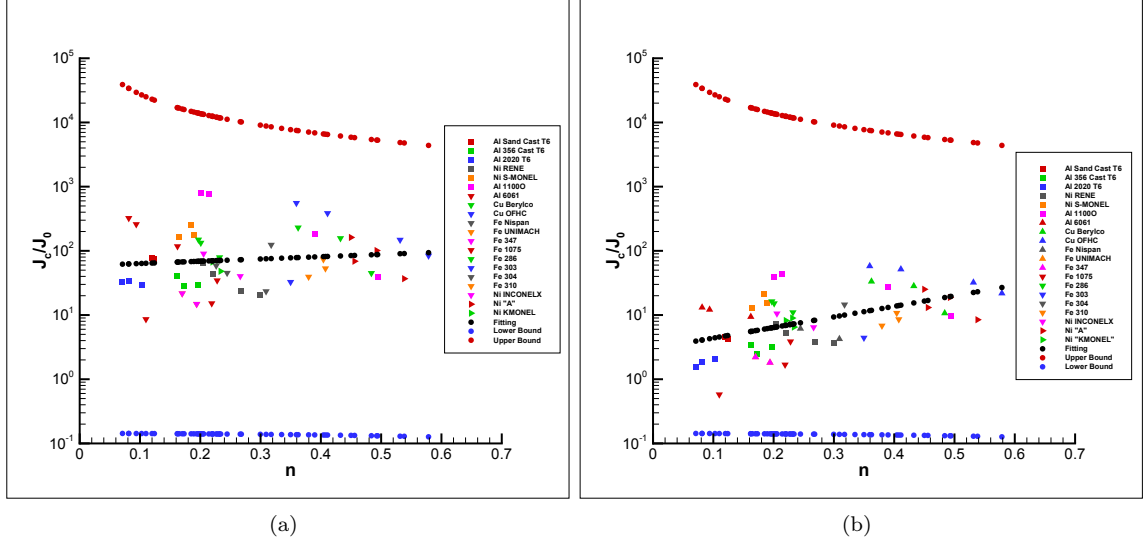 10^5
10^4
10^3
10^2
10^1
10^0
10^-1
J_c/J_0
0
0.1
0.2
0.3
0.4
0.5
0.6
0.7
n
Al Sand Cast T6
Al 356 Cast T6
Al 2020 T6
Ni RENE
Ni S-MONEL
Al 1100O
Al 6061
Cu Berylco
Cu OFHC
Fe Nispan
Fe UNIMACH
Fe 347
Fe 1075
Fe 286
Fe 303
Fe 304
Fe 310
Ni INCONELX
Ni "A"
Ni KMONEL
Fitting
Lower Bound
Upper Bound
(a)
10^5
10^4
10^3
10^2
10^1
10^0
10^-1
J_c/J_0
0
0.1
0.2
0.3
0.4
0.5
0.6
0.7
n
Al Sand Cast T6
Al 356 Cast T6
Al 2020 T6
Ni RENE
Ni S-MONEL
Al 1100O
Al 6061
Cu Berylco
Cu OFHC
Fe Nispan
Fe UNIMACH
Fe 347
Fe 1075
Fe 286
Fe 303
Fe 304
Fe 310
Ni INCONELX
Ni "A"
Ni "KMONEL"
Fitting
Upper Bound
Lower Bound
(b)